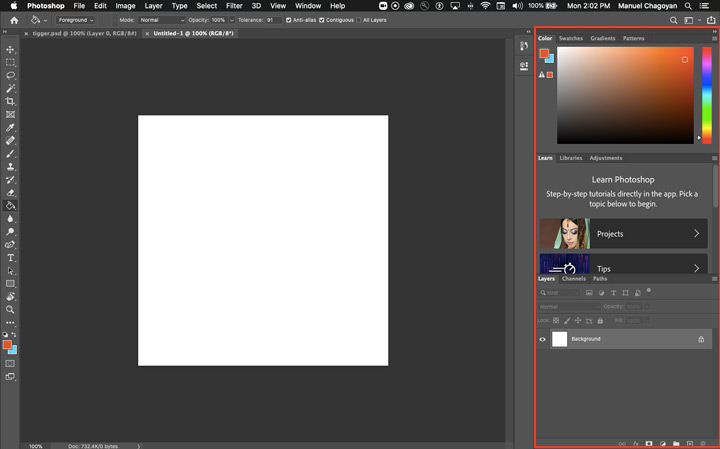 Photoshop File Edit Image Layer Type Select Filter 3D View Window Help 100% Mon 2:02 PM Manuel Chagoyan
Foreground Mode: Normal Opacity: 100% Tolerance: 91 Anti-alias Contiguous All Layers
× tigger.psd @ 100% (Layer 0, RGB/8#) × Untitled-1 @ 100% (RGB/8*)
Color Swatches Gradients Patterns
Learn Libraries Adjustments
Learn Photoshop
Step-by-step tutorials directly in the app. Pick a
topic below to begin.
Projects
Tips
Layers Channels Paths
Kind
Normal Opacity: 100%
Lock: Fill: 100%
Background
100% Doc: 732.4K/0 bytes
fx